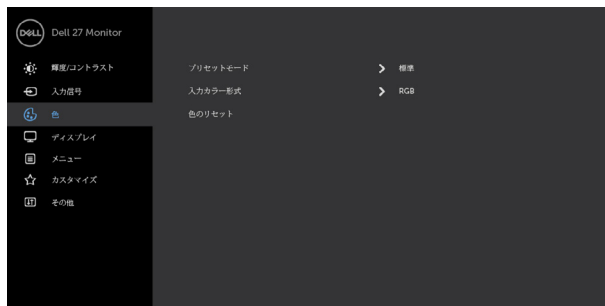 DELL Dell 27 Monitor
輝度/コントラスト
入力信号
色
ディスプレイ
メニュー
カスタマイズ
その他
プリセットモード 標準
入力カラー形式 RGB
色のリセット